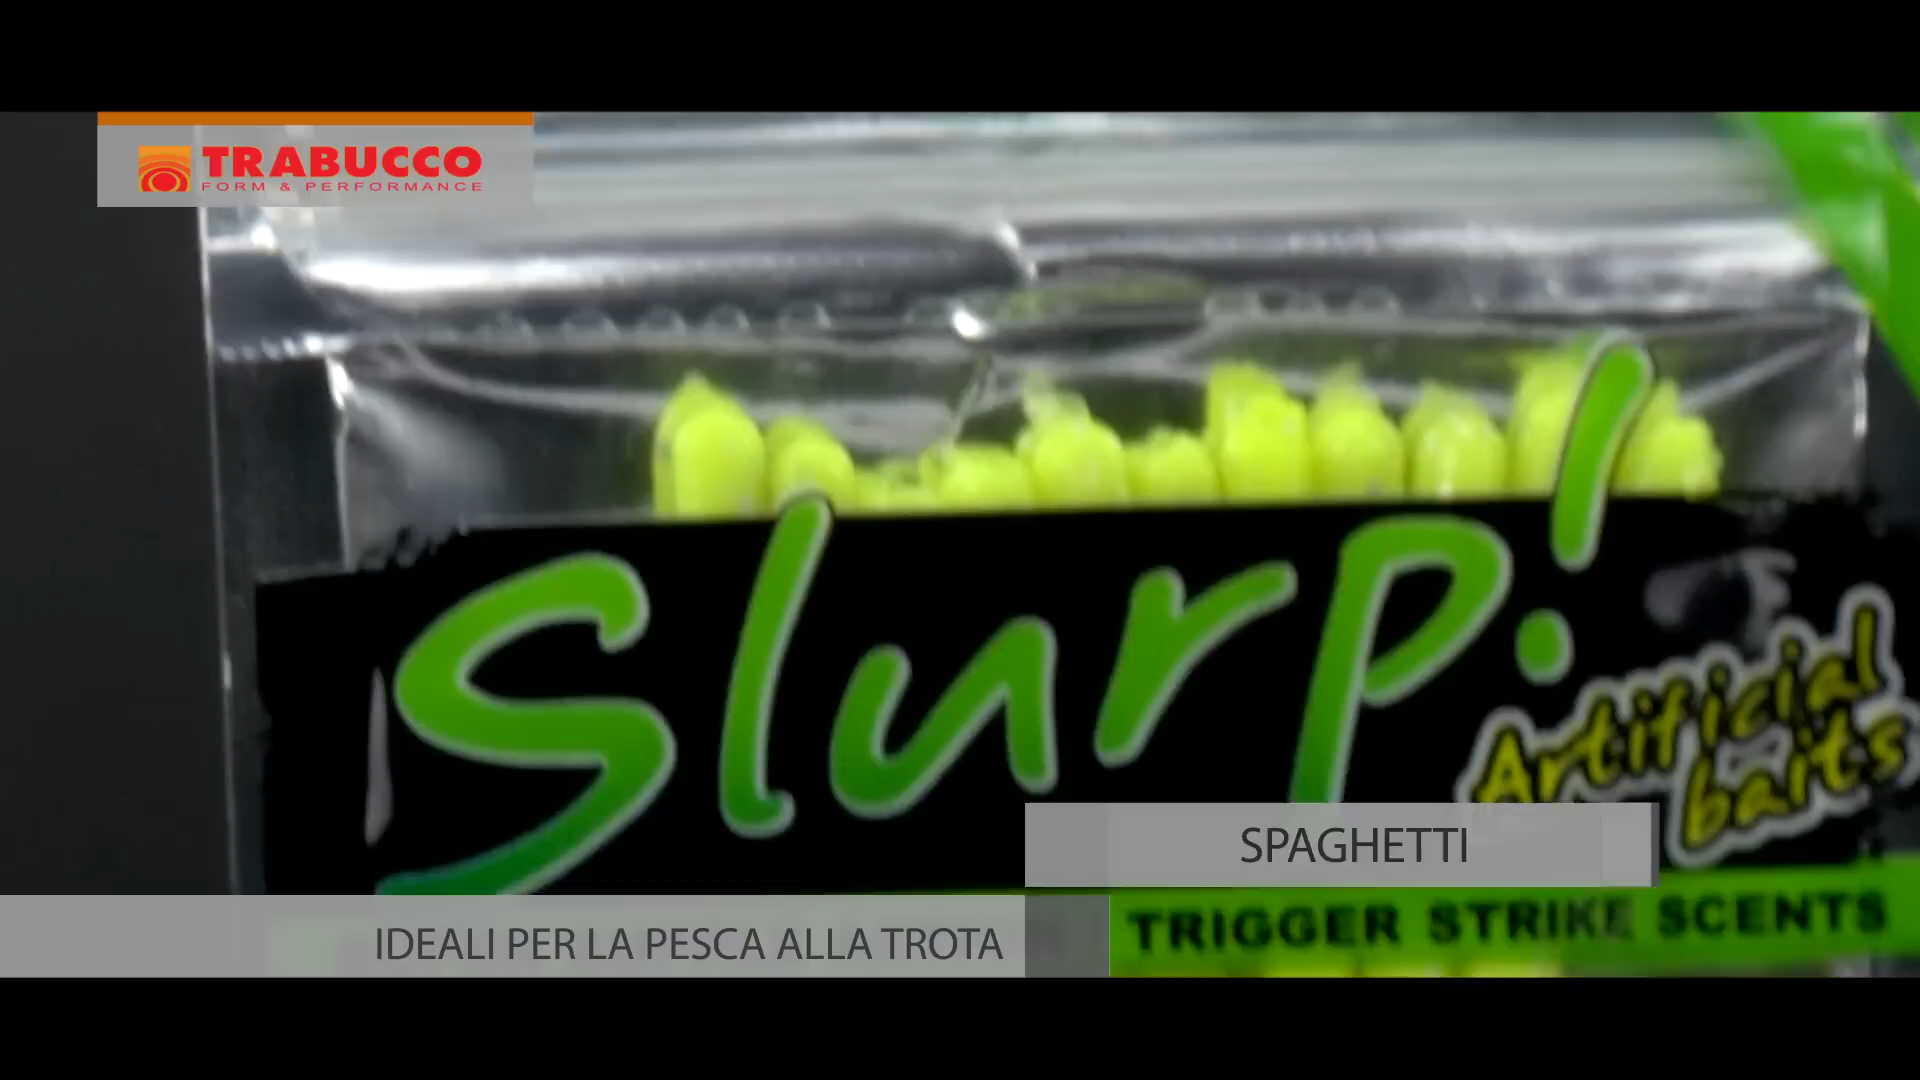 TRABUCCO
FORM & PERFORMANCE
Slurp!
Artificial
baits
SPAGHETTI
TRIGGER STRIKE SCENTS
IDEALI PER LA PESCA ALLA TROTA